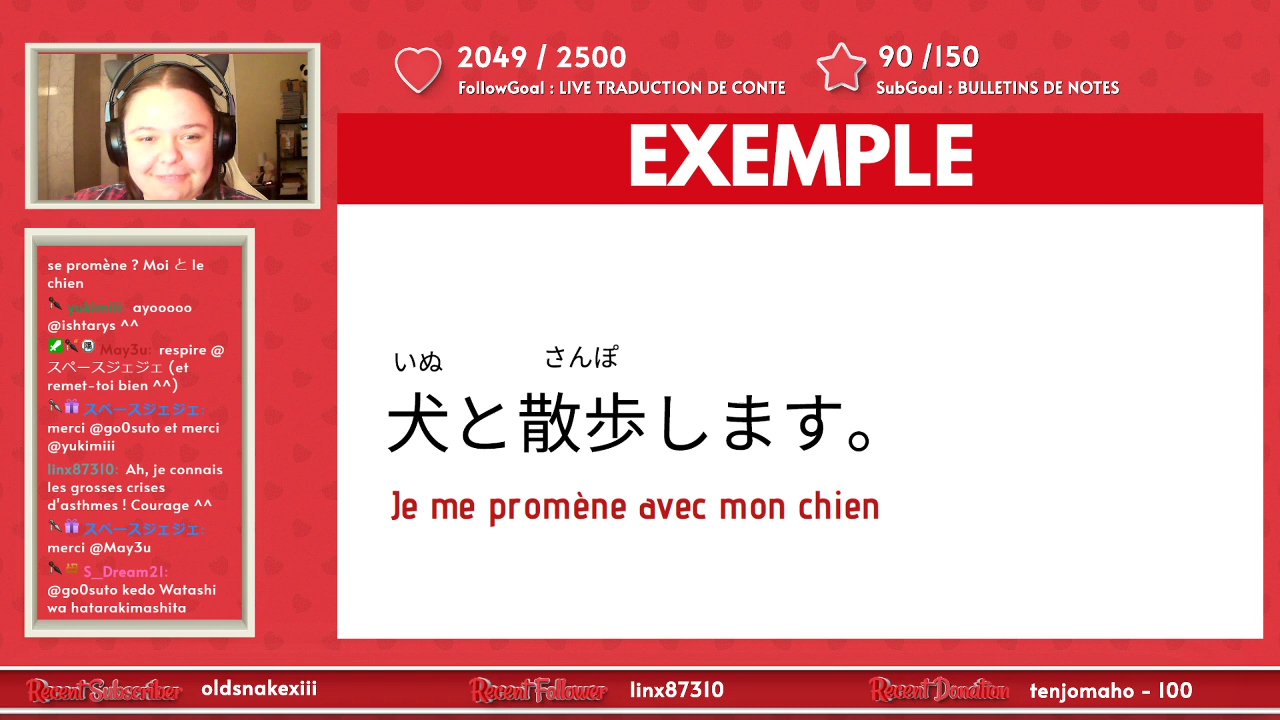 2049 / 2500
FollowGoal : LIVE TRADUCTION DE CONTE
90 /150
SubGoal : BULLETINS DE NOTES
EXEMPLE
いぬ さんぽ
犬と散歩します。
Je me promène avec mon chien
se promène ? Moi と le
chien
yukimiii: ayooooo
@ishtarys ^^
May3u: respire @
スペースジェジェ (et
remet-toi bien ^^)
スペースジェジェ:
merci @go0suto et merci
@yukimiii
linx87310: Ah, je connais
les grosses crises
d'asthmes ! Courage ^^
スペースジェジェ:
merci @May3u
S_Dream21:
@go0suto kedo Watashi
wa hatarakimashita
Recent Subscriber oldsnakexiii
Recent Follower linx87310
Recent Donation tenjomaho - 100